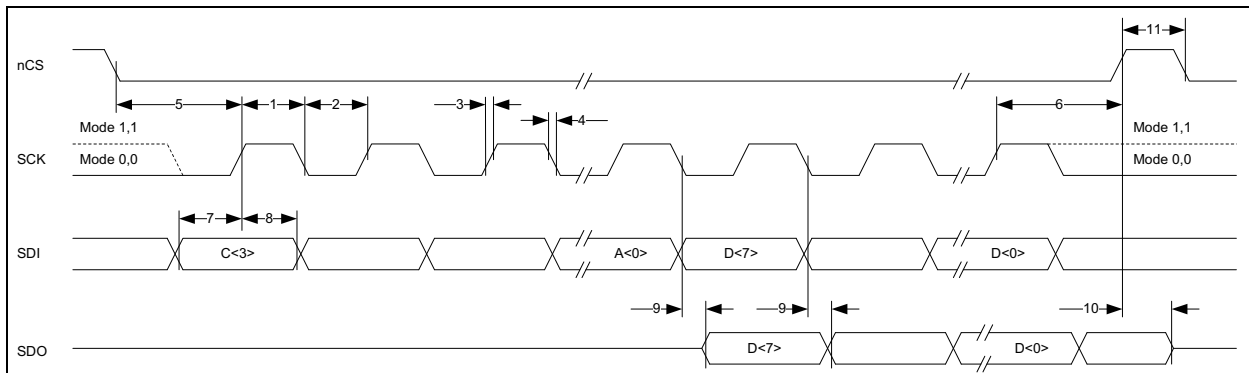 11
nCS
5 1 2 3 4 6
Mode 1,1 Mode 1,1
SCK Mode 0,0 Mode 0,0
7 8
SDI C<3> A<0> D<7> D<0>
9 9 10
SDO D<7> D<0>